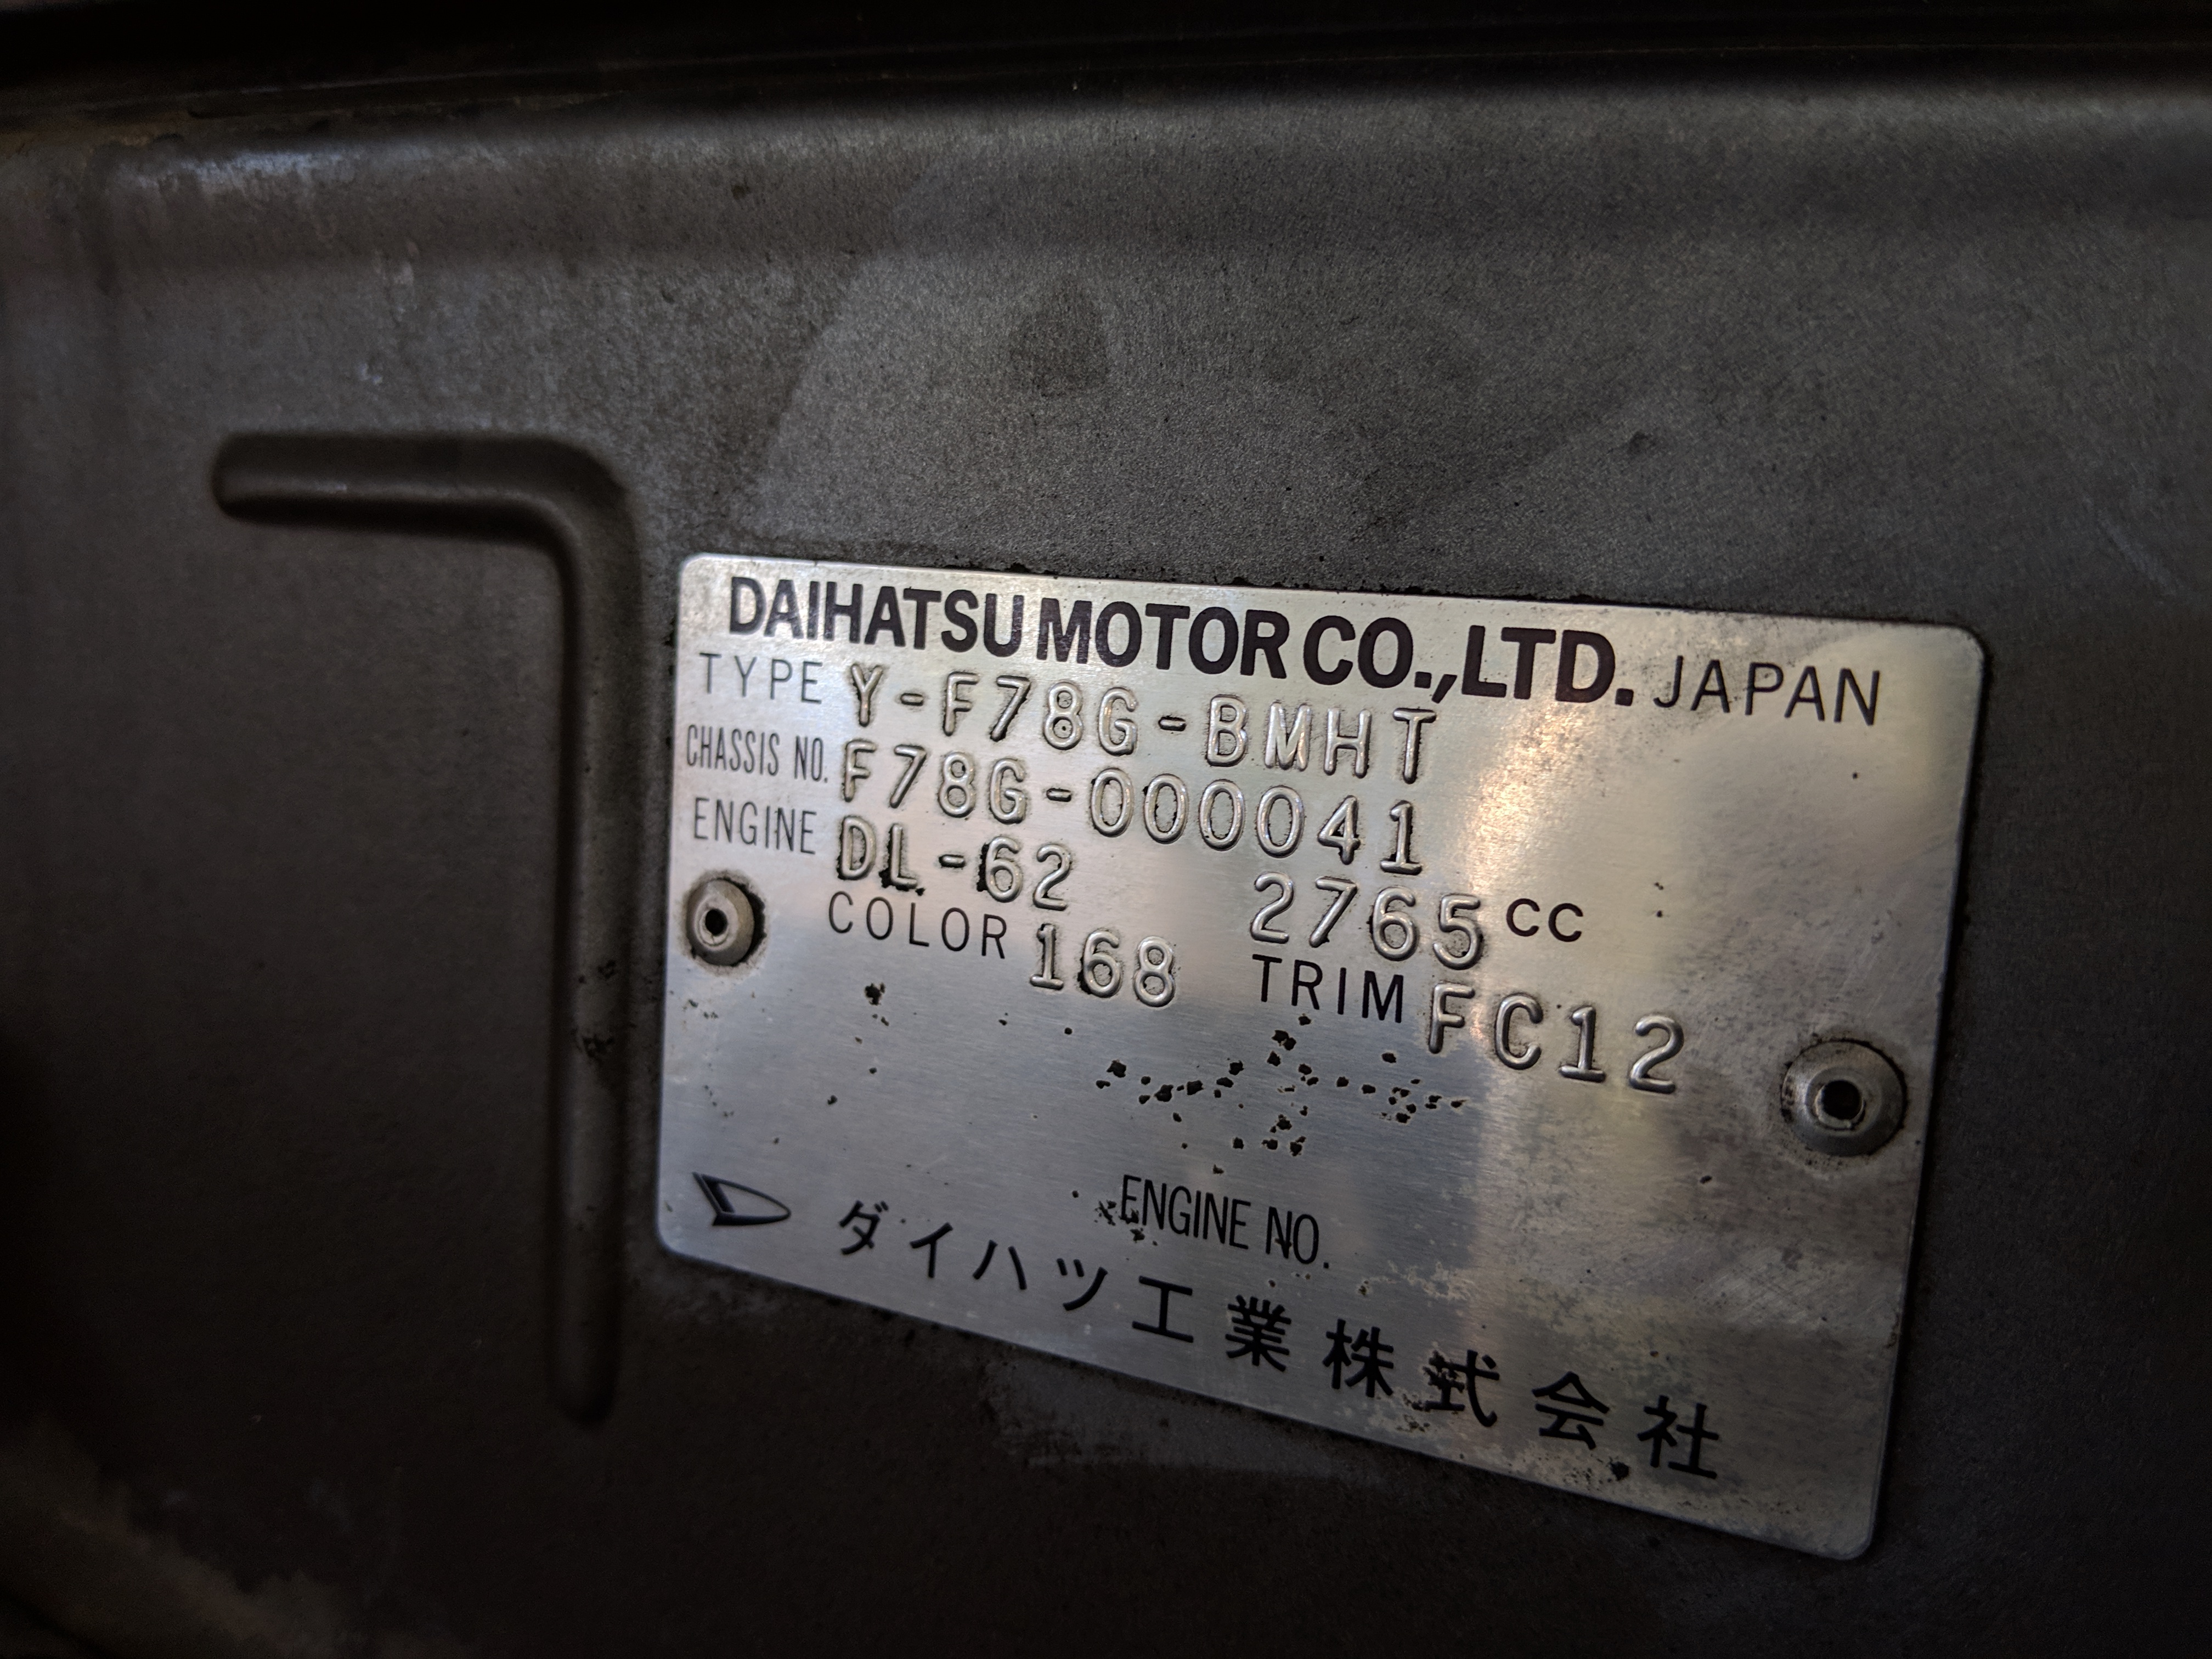 DAIHATSU MOTOR CO.,LTD. JAPAN
TYPE Y-F78G-BMHT
CHASSIS NO. F78G-000041
ENGINE DL-62 2765 CC
COLOR 168 TRIM FC12
ENGINE NO.
ダイハツ工業株式会社